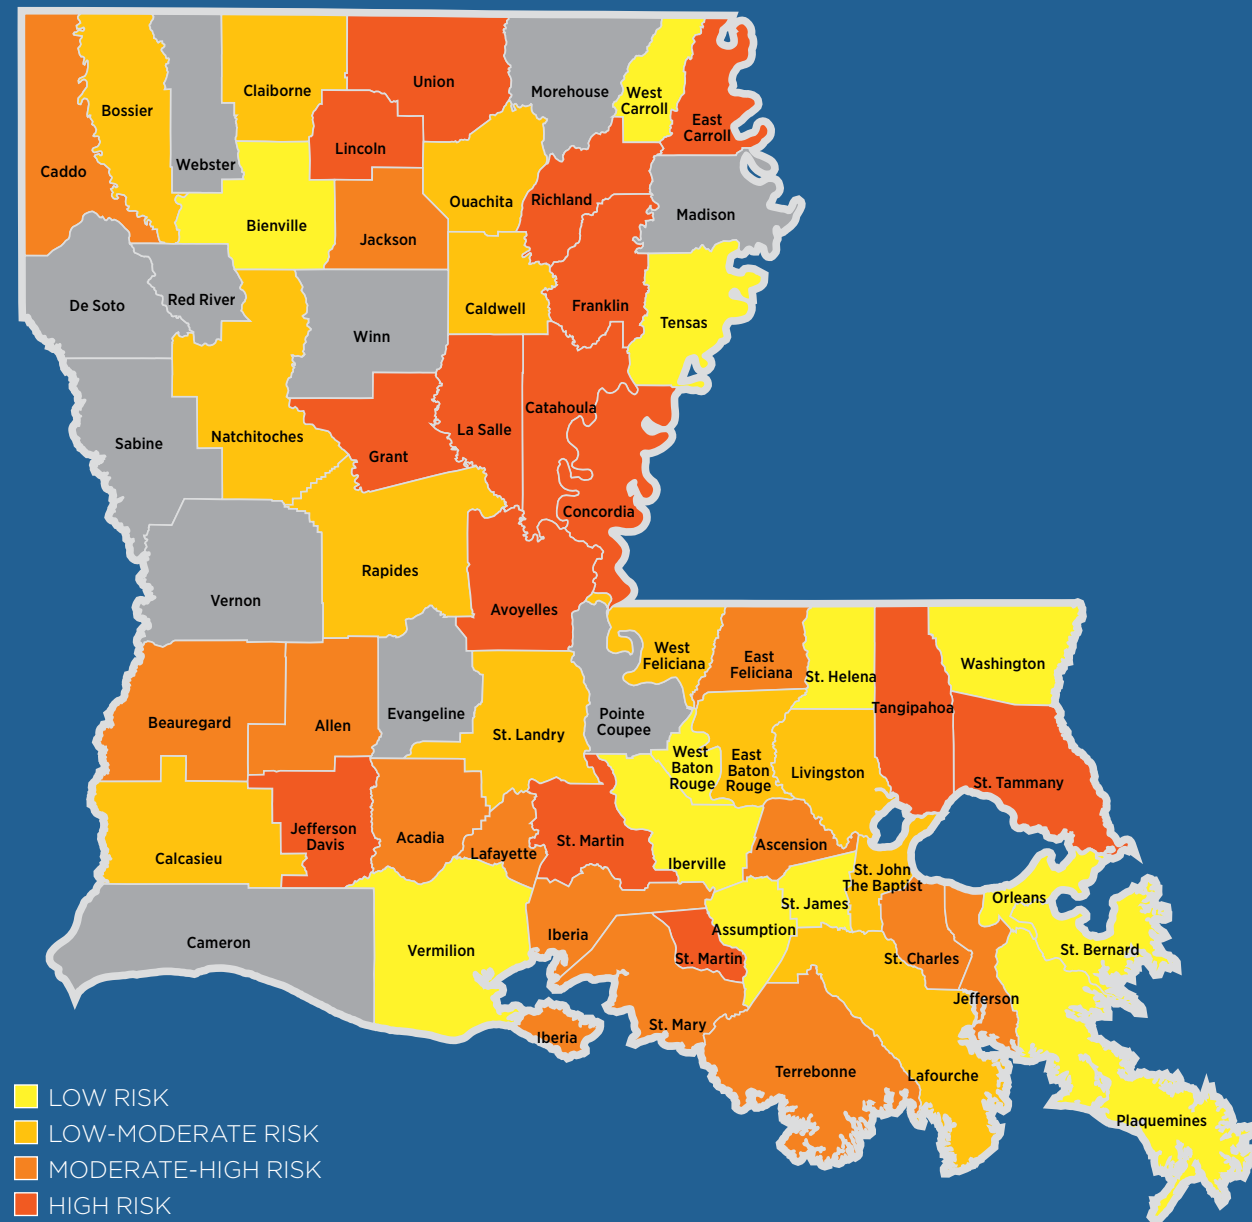 Union
Claiborne
Morehouse
West
Carroll
Bossier
East
Carroll
Lincoln
Webster
Caddo
Ouachita
Richland
Madison
Bienville
Jackson
Red River
De Soto
Caldwell
Franklin
Tensas
Winn
Catahoula
La Salle
Natchitoches
Sabine
Grant
Concordia
Rapides
Vernon
Avoyelles
West
Feliciana
East
Feliciana
St. Helena
Washington
Tangipahoa
Beauregard
Allen
Evangeline
Pointe
Coupee
St. Landry
West
Baton
Rouge
East
Baton
Rouge
Livingston
St. Tammany
Jefferson
Davis
Acadia
Lafayette
St. Martin
Calcasieu
Iberville
Ascension
St. John
The Baptist
St. James
Orleans
Assumption
Iberia
Cameron
Vermilion
St. Martin
St. Charles
St. Bernard
Jefferson
St. Mary
Iberia
Terrebonne
Lafourche
Plaquemines
LOW RISK
LOW-MODERATE RISK
MODERATE-HIGH RISK
HIGH RISK